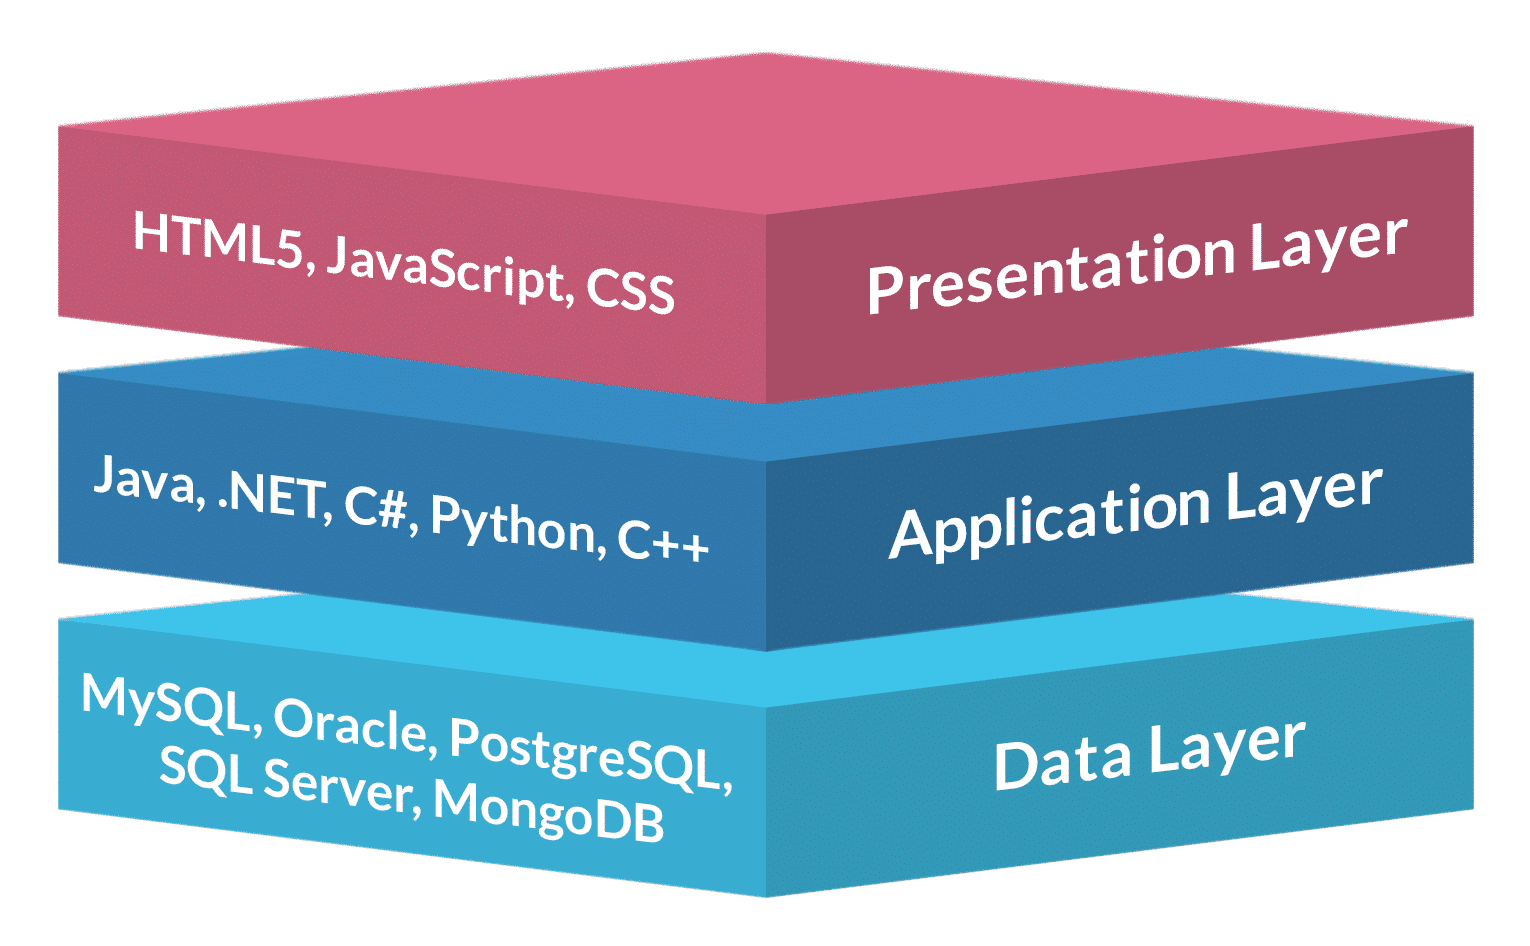 HTML5, JavaScript, CSS
Presentation Layer
Java, .NET, C#, Python, C++
Application Layer
MySQL, Oracle, PostgreSQL,
SQL Server, MongoDB
Data Layer